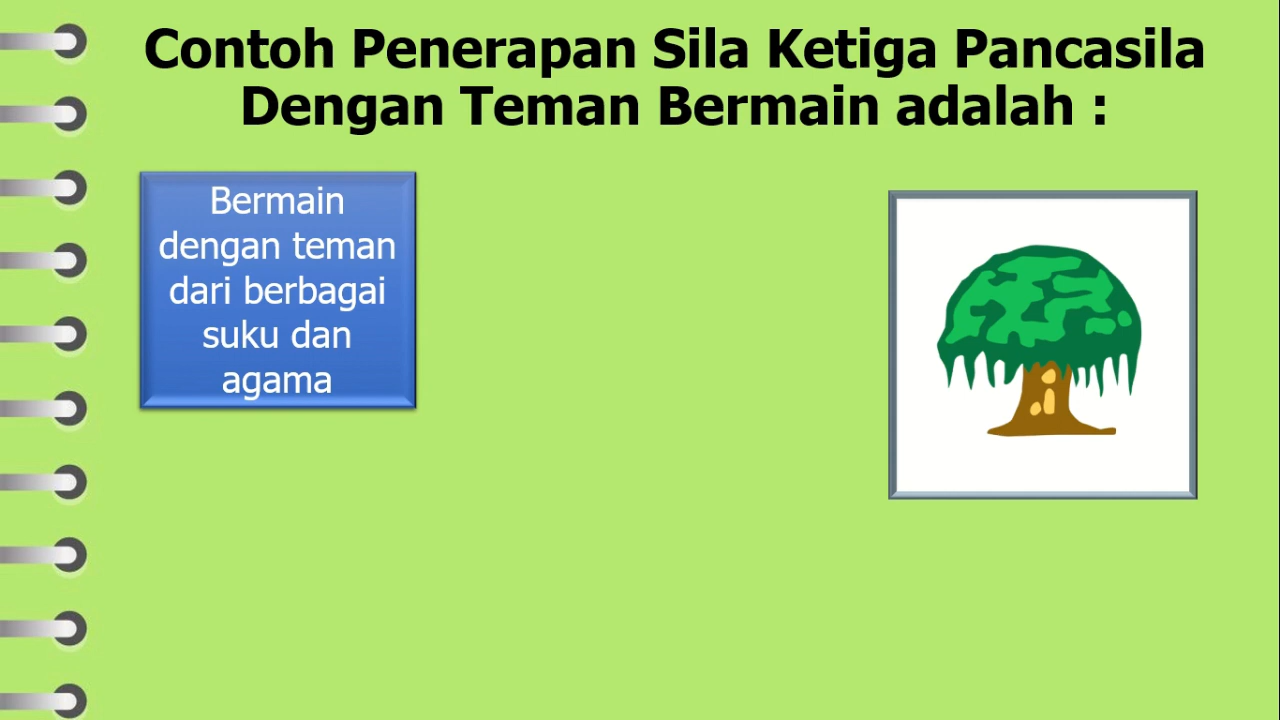 Contoh Penerapan Sila Ketiga Pancasila
Dengan Teman Bermain adalah :
Bermain
dengan teman
dari berbagai
suku dan
agama